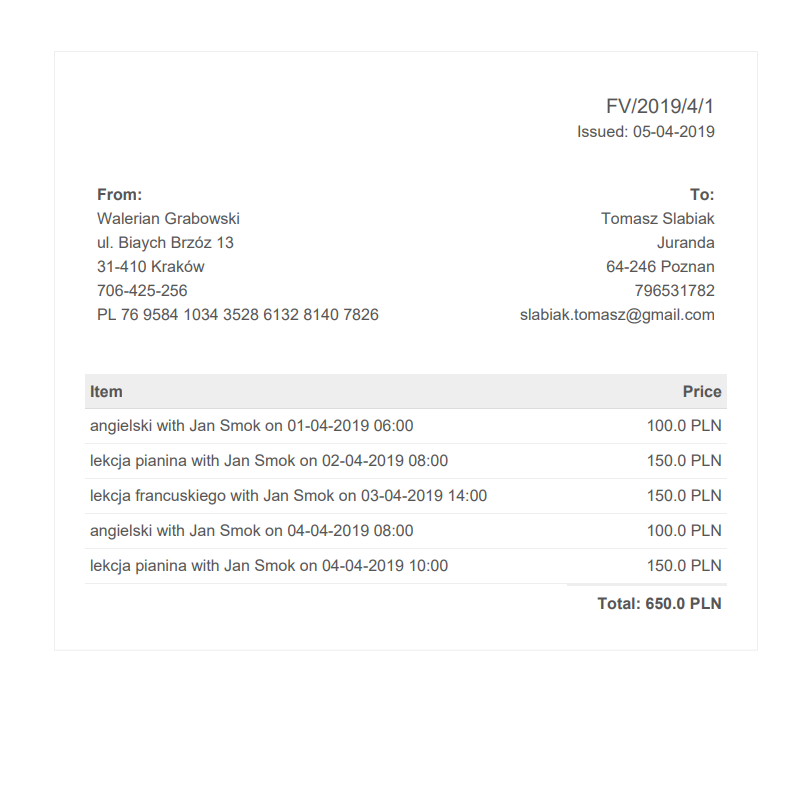 FV/2019/4/1
Issued: 05-04-2019
From:
Walerian Grabowski
ul. Biaych Brzóz 13
31-410 Kraków
706-425-256
PL 76 9584 1034 3528 6132 8140 7826
To:
Tomasz Slabiak
Juranda
64-246 Poznan
796531782
slabiak.tomasz@gmail.com
Item Price
angielski with Jan Smok on 01-04-2019 06:00 100.0 PLN
lekcja pianina with Jan Smok on 02-04-2019 08:00 150.0 PLN
lekcja francuskiego with Jan Smok on 03-04-2019 14:00 150.0 PLN
angielski with Jan Smok on 04-04-2019 08:00 100.0 PLN
lekcja pianina with Jan Smok on 04-04-2019 10:00 150.0 PLN
Total: 650.0 PLN